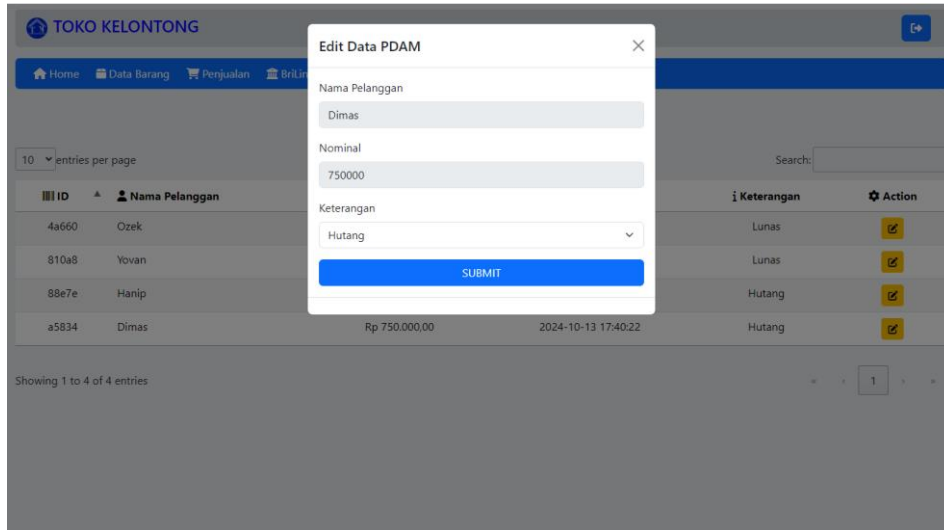 TOKO KELONTONG
Home Data Barang Penjualan BriLin
Edit Data PDAM
Nama Pelanggan
Dimas
Nominal
750000
Keterangan
Hutang
SUBMIT
10 entries per page
Search:
ID Nama Pelanggan Keterangan Action
4a660 Ozek Lunas
810a8 Yovan Lunas
88e7e Hanip Hutang
a5834 Dimas Rp 750.000,00 2024-10-13 17:40:22 Hutang
Showing 1 to 4 of 4 entries
« ‹ 1 › »